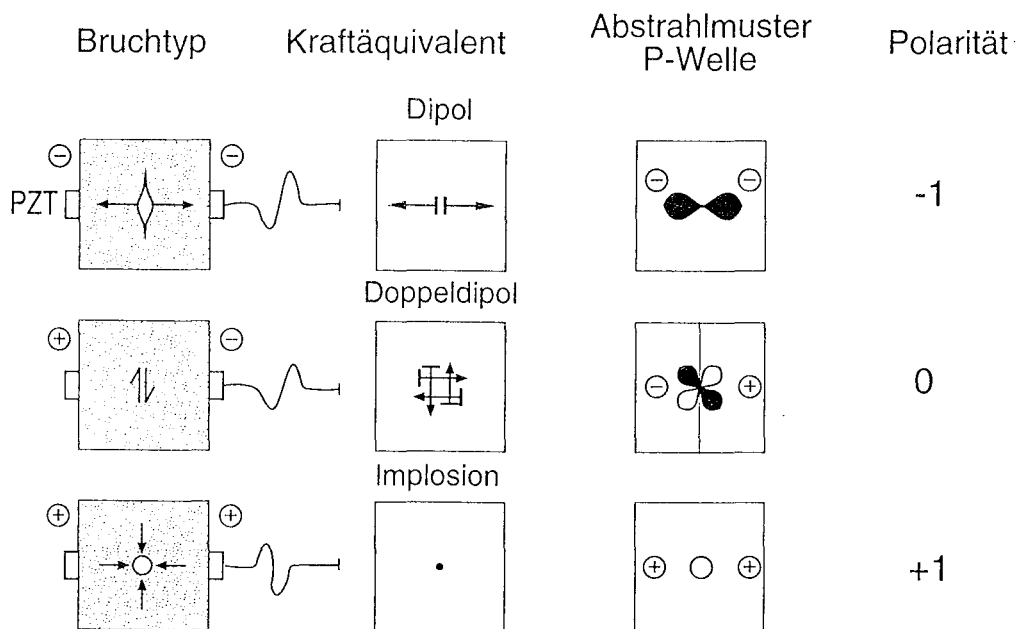 Bruchtyp Kraftäquivalent Abstrahlmuster P-Welle Polarität
Dipol
- - - -
PZT -1
Doppeldipol
+ - - +
0
Implosion
+ + + +
+1